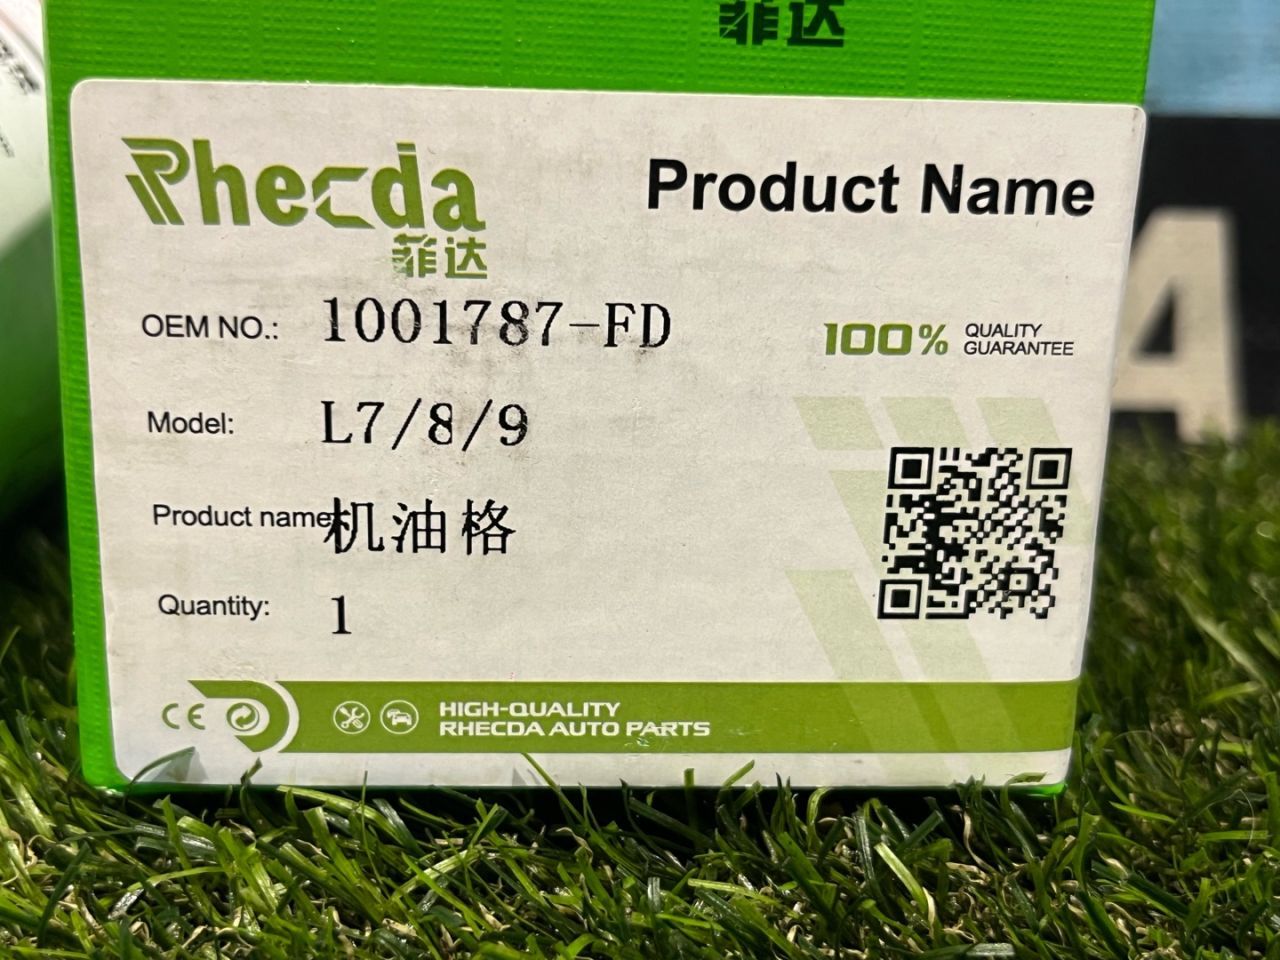 菲达
Rhecda
菲达
Product Name
OEM NO.: 1001787-FD
100% QUALITY GUARANTEE
Model: L7/8/9
Product name 机油格
Quantity: 1
CE
HIGH-QUALITY
RHECDA AUTO PARTS
A